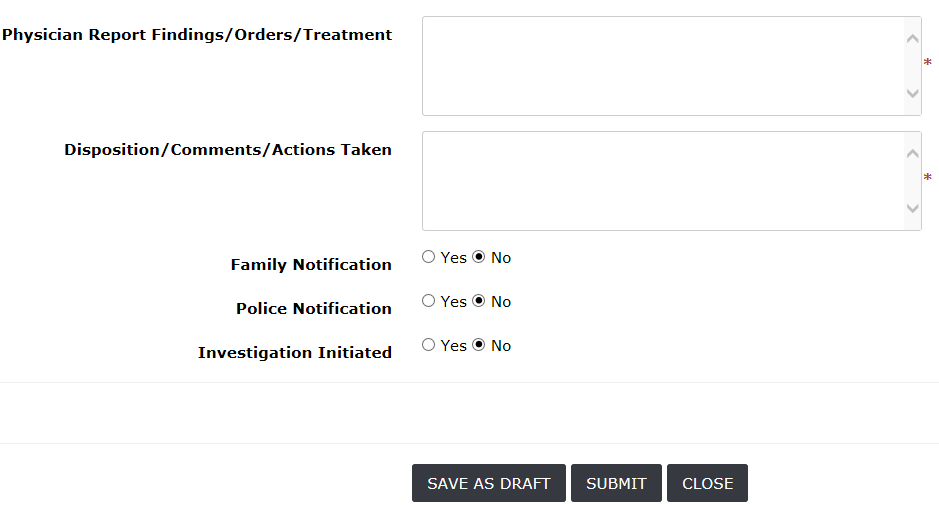 Physician Report Findings/Orders/Treatment
*
Disposition/Comments/Actions Taken
*
Family Notification Yes No
Police Notification Yes No
Investigation Initiated Yes No
SAVE AS DRAFT SUBMIT CLOSE